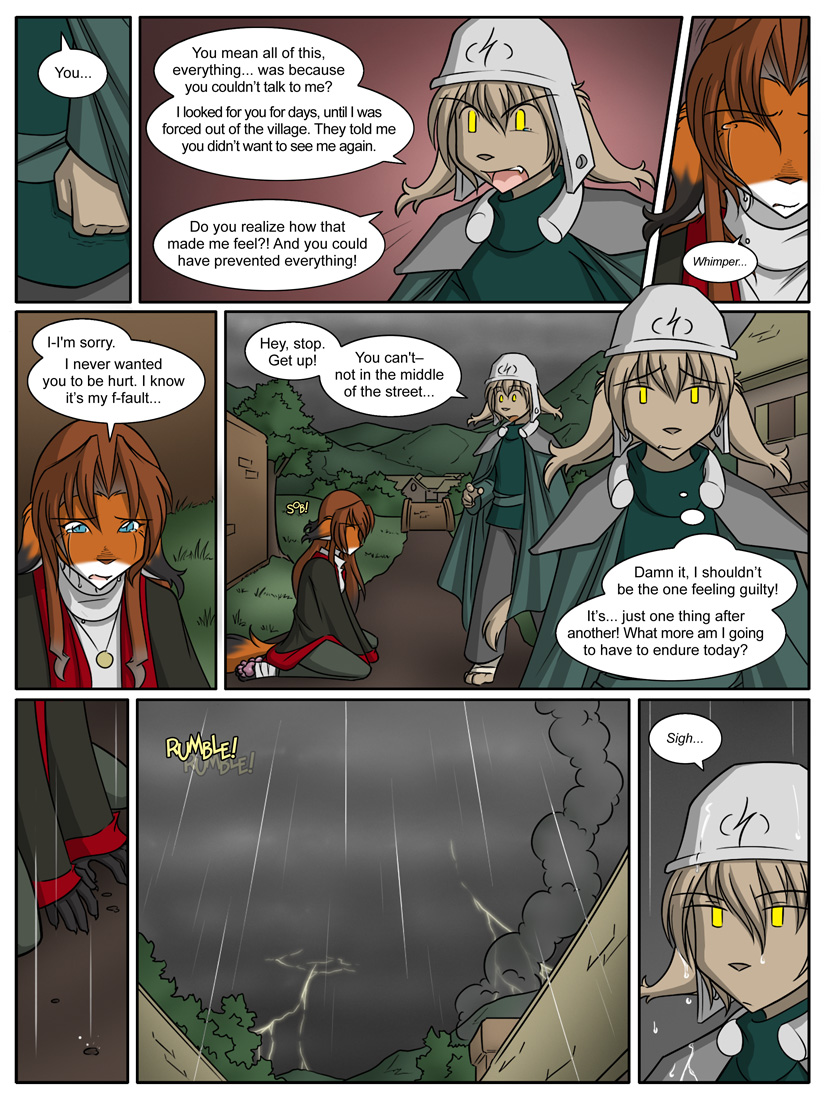 You...
You mean all of this,
everything... was because
you couldn't talk to me?
I looked for you for days, until I was
forced out of the village. They told me
you didn't want to see me again.
Do you realize how that
made me feel?! And you could
have prevented everything!
Whimper...
I-I'm sorry.
I never wanted
you to be hurt. I know
it's my f-fault...
Hey, stop.
Get up!
You can't–
not in the middle
of the street...
SOB!
Damn it, I shouldn't
be the one feeling guilty!
It's... just one thing after
another! What more am I going
to have to endure today?
RUMBLE!
RUMBLE!
Sigh...